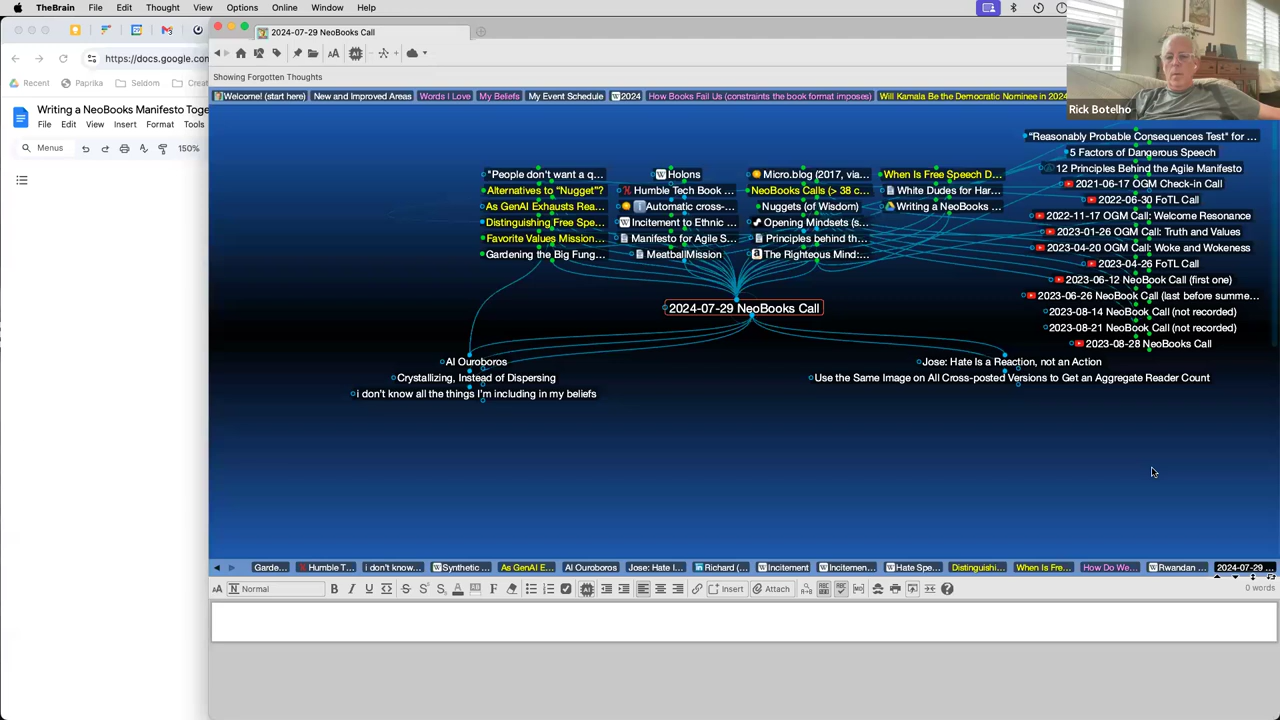 TheBrain File Edit Thought View Options Online Window Help
2024-07-29 NeoBooks Call
https://docs.google.com
Recent Paprika Seldom
Showing Forgotten Thoughts
Welcome! (start here) New and Improved Areas Words I Love My Beliefs My Event Schedule 2024 How Books Fail Us (constraints the book format imposes) Will Kamala Be the Democratic Nominee in 2024
Rick Botelho
Writing a NeoBooks Manifesto Toge
File Edit View Insert Format Tools
Menus 150%
"People don't want a q...
Alternatives to "Nugget"?
As GenAI Exhausts Rea...
Distinguishing Free Spe...
Favorite Values Mission...
Gardening the Big Fung...
Holons
Humble Tech Book ...
Automatic cross-...
Incitement to Ethnic ...
Manifesto for Agile S...
Meatball Mission
Micro.blog (2017, via...
NeoBooks Calls (> 38 c...
Nuggets (of Wisdom)
Opening Mindsets (s...
Principles behind th...
The Righteous Mind:...
When Is Free Speech D...
White Dudes for Har...
Writing a NeoBooks ...
"Reasonably Probable Consequences Test" for ...
5 Factors of Dangerous Speech
12 Principles Behind the Agile Manifesto
2021-06-17 OGM Check-in Call
2022-06-30 FoTL Call
2022-11-17 OGM Call: Welcome Resonance
2023-01-26 OGM Call: Truth and Values
2023-04-20 OGM Call: Woke and Wokeness
2023-04-26 FoTL Call
2023-06-12 NeoBook Call (first one)
2023-06-26 NeoBook Call (last before summe...
2023-08-14 NeoBook Call (not recorded)
2023-08-21 NeoBook Call (not recorded)
2023-08-28 NeoBooks Call
2024-07-29 NeoBooks Call
AI Ouroboros
Crystallizing, Instead of Dispersing
i don't know all the things I'm including in my beliefs
Jose: Hate Is a Reaction, not an Action
Use the Same Image on All Cross-posted Versions to Get an Aggregate Reader Count
Garde... Humble T... i don't know... Synthetic ... As GenAI E... AI Ouroboros Jose: Hate I... Richard (... Incitement Incitemen... Hate Spe... Distinguishi... When Is Fre... How Do We... Rwandan ... 2024-07-29 ...
Normal B I U Insert Attach 0 words